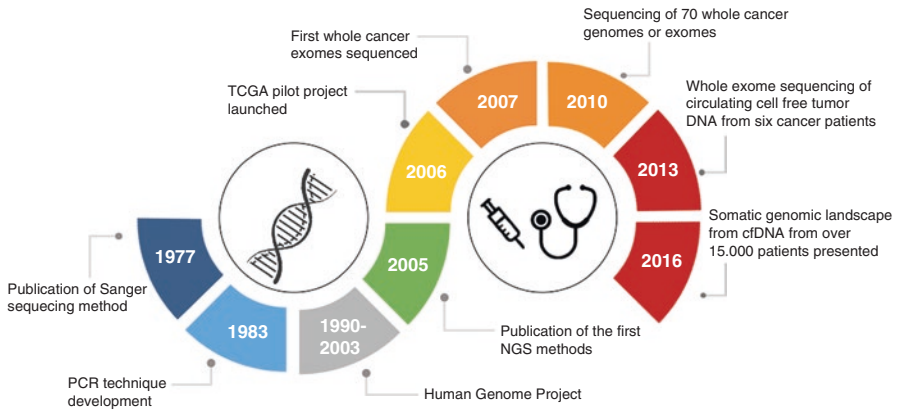 1977
Publication of Sanger
sequecing method
1983
PCR technique
development
1990-
2003
Human Genome Project
2005
Publication of the first
NGS methods
2006
TCGA pilot project
launched
2007
First whole cancer
exomes sequenced
2010
Sequencing of 70 whole cancer
genomes or exomes
2013
Whole exome sequencing of
circulating cell free tumor
DNA from six cancer patients
2016
Somatic genomic landscape
from cfDNA from over
15.000 patients presented